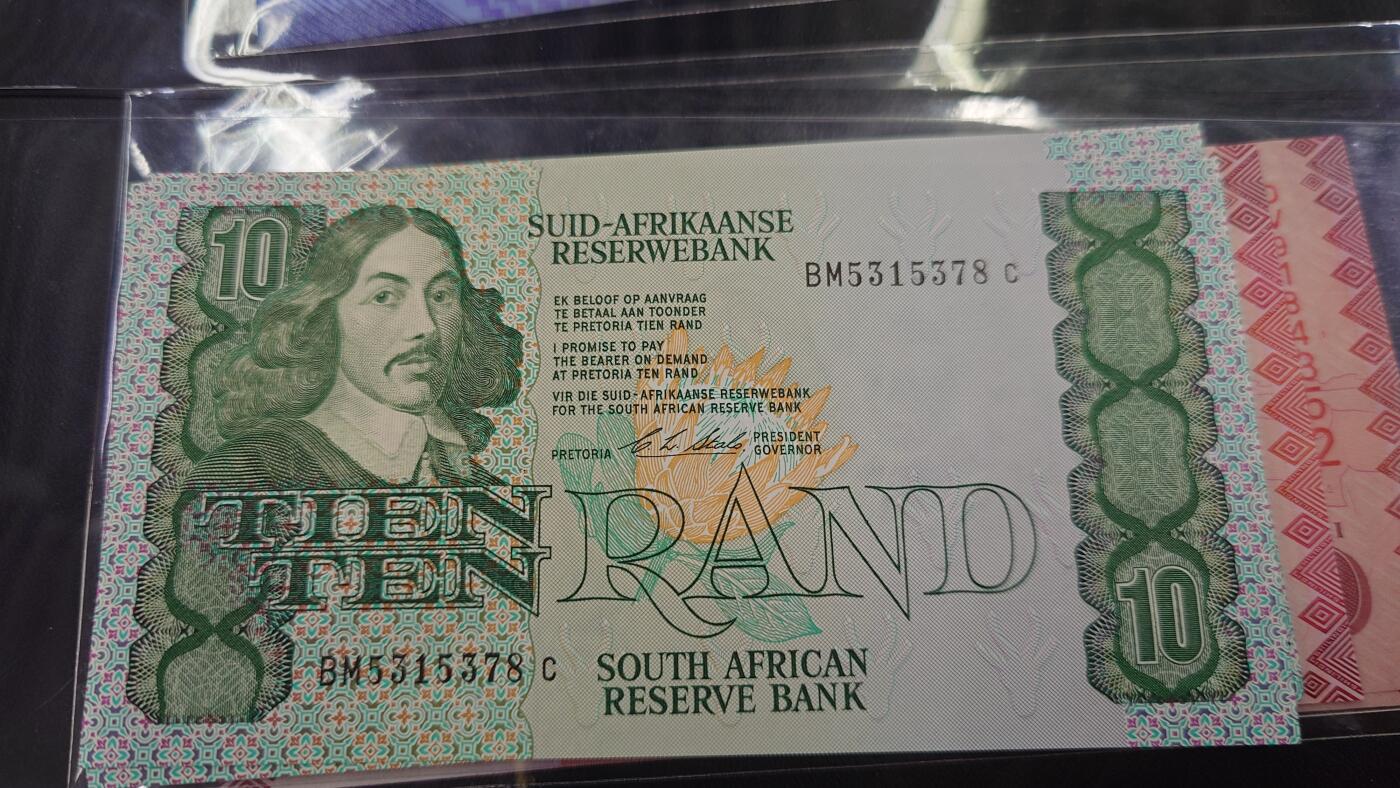 10
SUID-AFRIKAANSE
RESERWEBANK
BM5315378 C
EK BELOOF OP AANVRAAG
TE BETAAL AAN TOONDER
TE PRETORIA TIEN RAND
I PROMISE TO PAY
THE BEARER ON DEMAND
AT PRETORIA TEN RAND
VIR DIE SUID-AFRIKAANSE RESERWEBANK
FOR THE SOUTH AFRICAN RESERVE BANK
PRESIDENT
PRETORIA GOVERNOR
TIEN
TEN RAND
10
BM5315378 C
SOUTH AFRICAN
RESERVE BANK